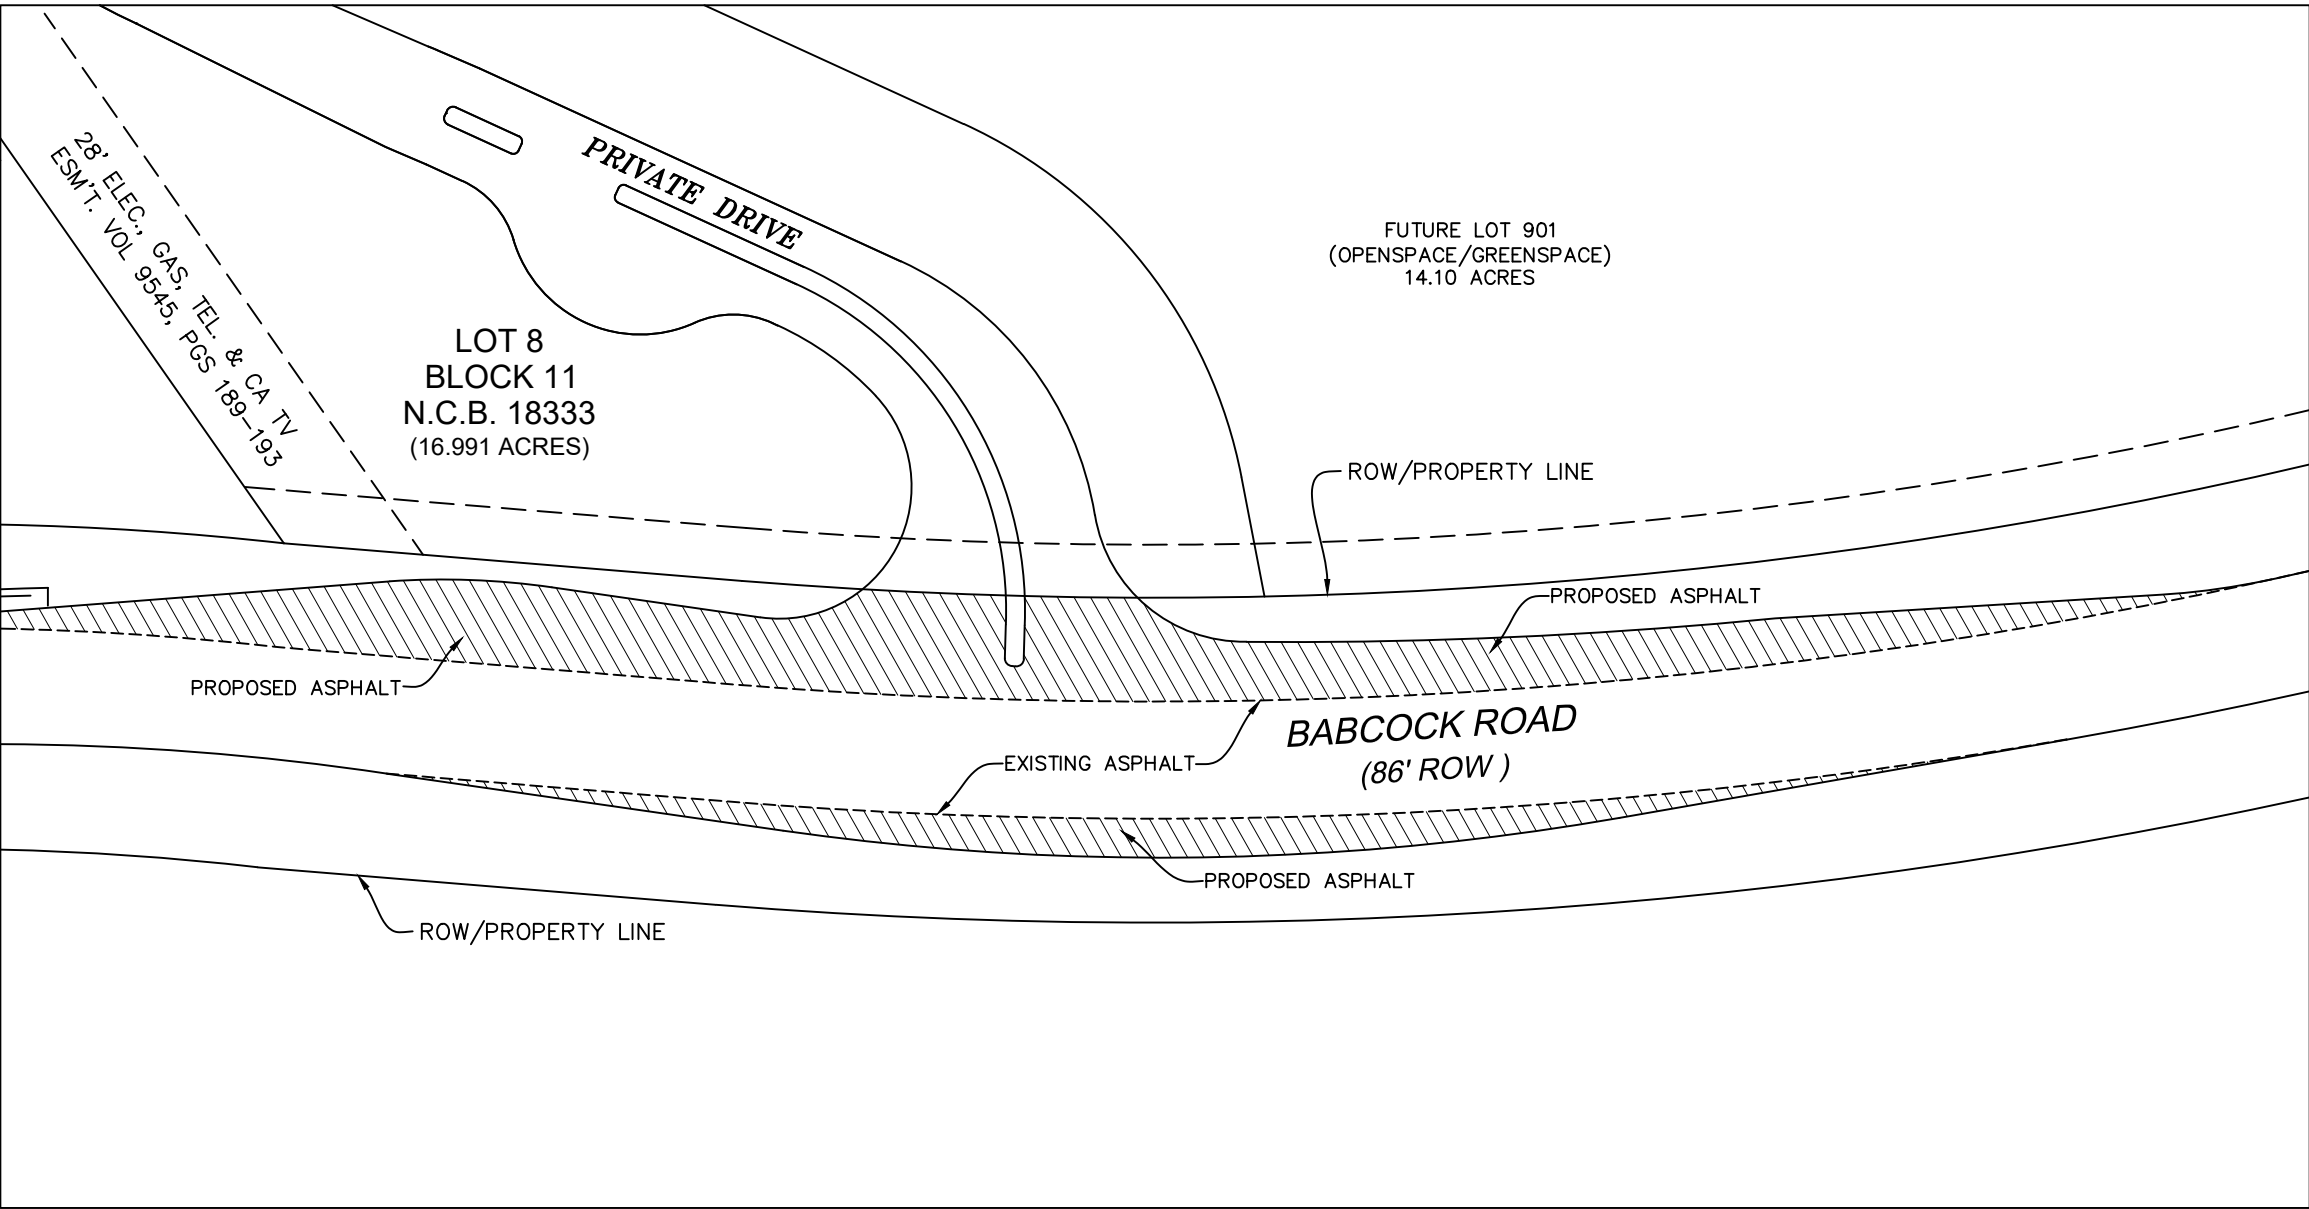 PRIVATE DRIVE
28' ELEC., GAS, TEL. & CA TV
ESM'T. VOL 9545, PGS 189-193
FUTURE LOT 901
(OPENSPACE/GREENSPACE)
14.10 ACRES
LOT 8
BLOCK 11
N.C.B. 18333
(16.991 ACRES)
ROW/PROPERTY LINE
PROPOSED ASPHALT
PROPOSED ASPHALT
BABCOCK ROAD
(86' ROW )
EXISTING ASPHALT
PROPOSED ASPHALT
ROW/PROPERTY LINE